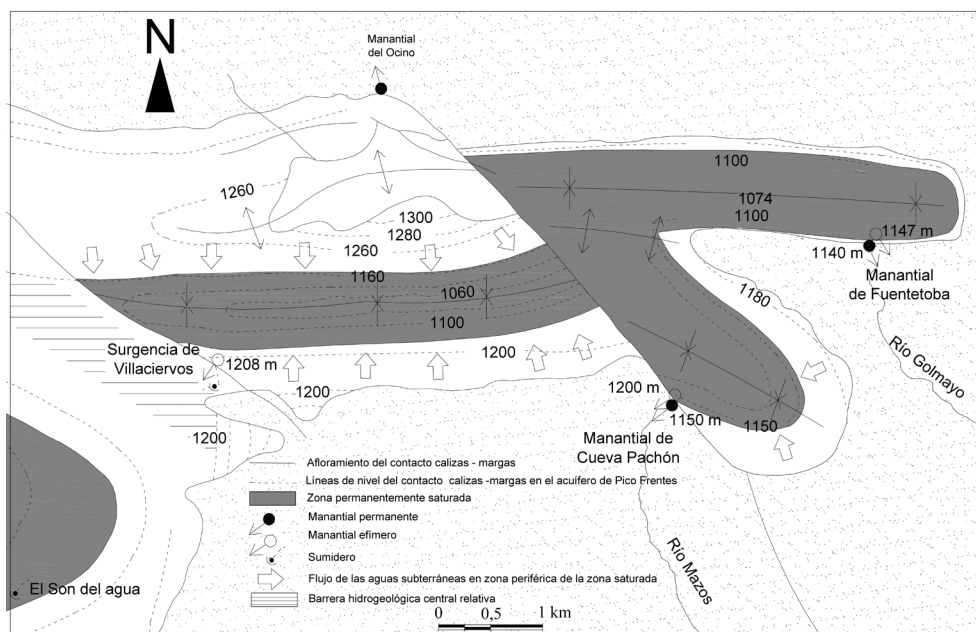 N
Manantial
del Ocino
1260
1300
1280
1260
1160
1060
1100
1100
1074
1100
1147 m
1140 m
Manantial
de Fuentetoba
1180
Río Golmayo
Surgencia de
Villaciervos
1208 m
1200
1200
1200
1200 m
1150 m
1150
Manantial de
Cueva Pachón
Río Mazos
El Son del agua
Afloramiento del contacto calizas - margas
Líneas de nivel del contacto calizas -margas en el acuífero de Pico Frentes
Zona permanentemente saturada
Manantial permanente
Manantial efímero
Sumidero
Flujo de las aguas subterráneas en zona periférica de la zona saturada
Barrera hidrogeológica central relativa
0 0,5 1 km